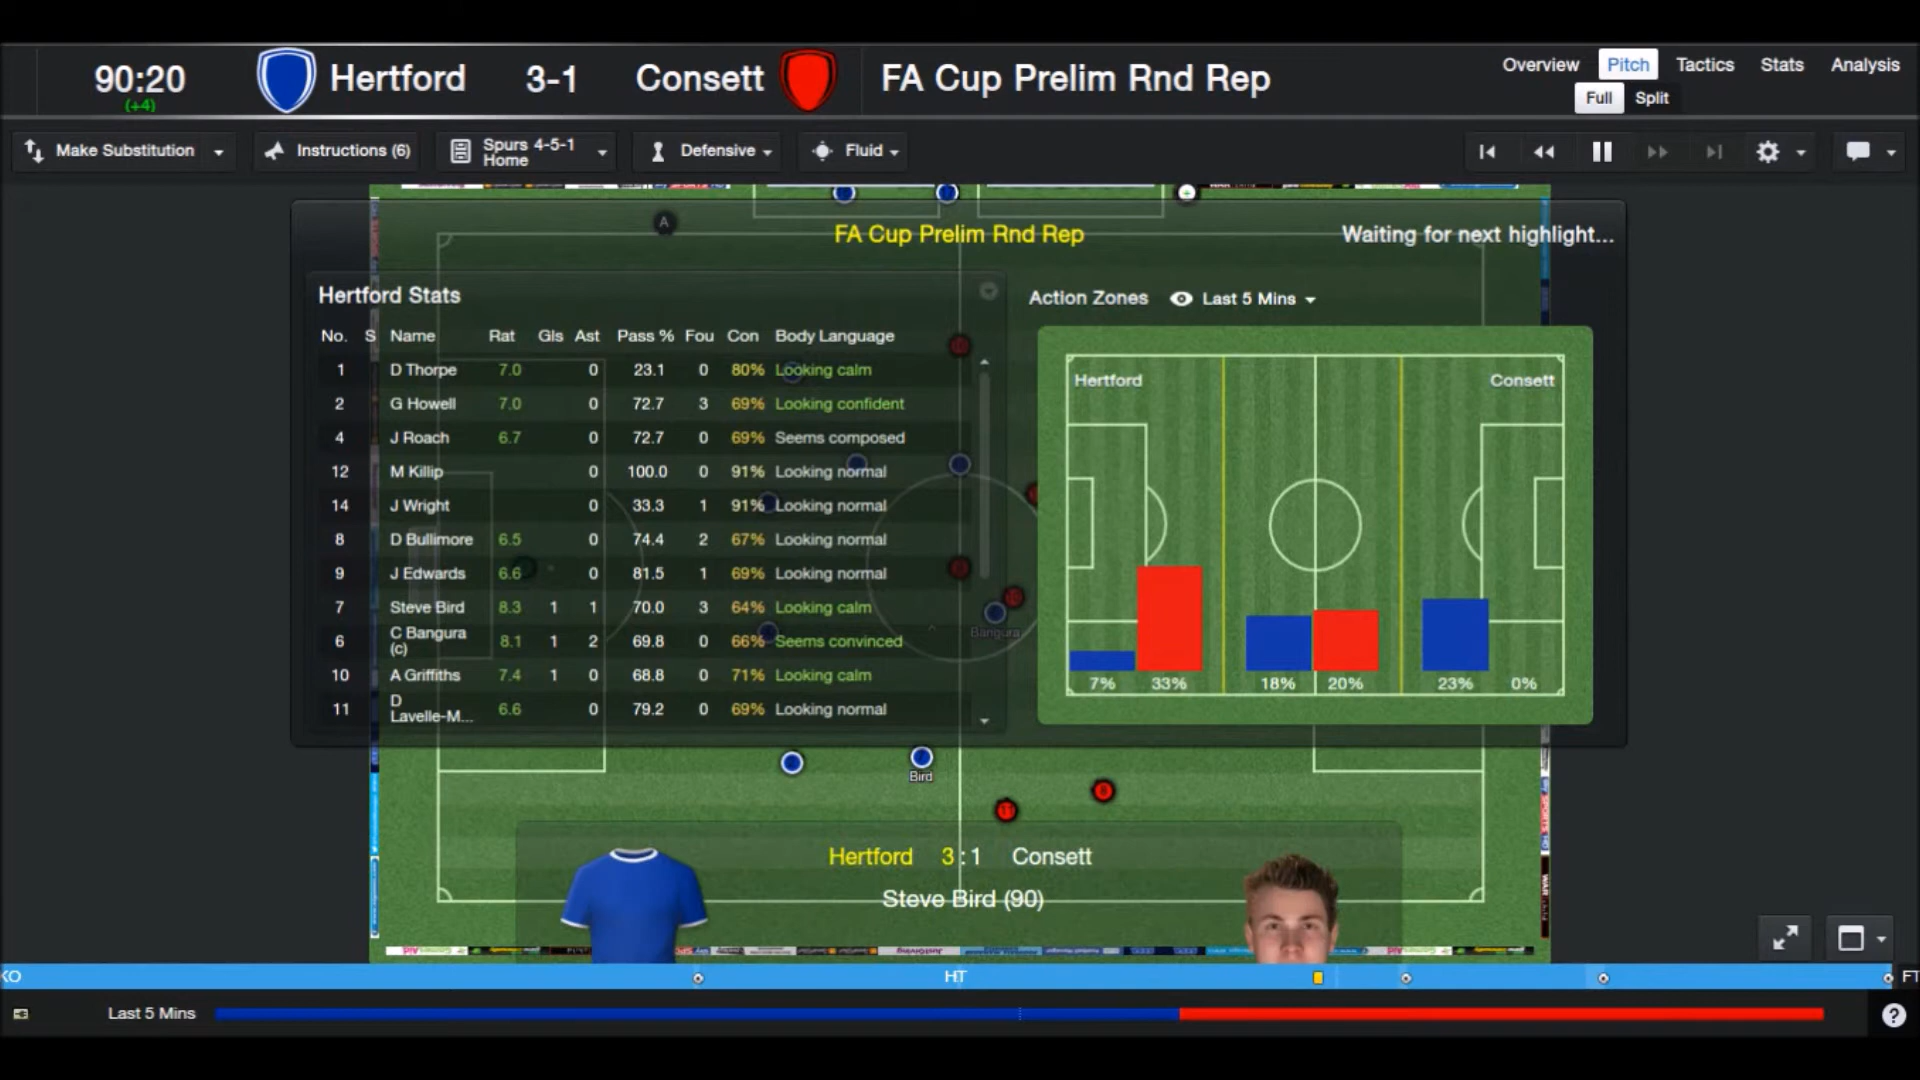 90:20
(+4)
Hertford 3-1 Consett
FA Cup Prelim Rnd Rep
Overview Pitch Tactics Stats Analysis
Full Split
Make Substitution
Instructions (6)
Spurs 4-5-1
Home
Defensive
Fluid
A
FA Cup Prelim Rnd Rep
Waiting for next highlight...
Hertford Stats
No. S Name Rat Gls Ast Pass % Fou Con Body Language
1 D Thorpe 7.0 0 23.1 0 80% Looking calm
2 G Howell 7.0 0 72.7 3 69% Looking confident
4 J Roach 6.7 0 72.7 0 69% Seems composed
12 M Killip 0 100.0 0 91% Looking normal
14 J Wright 0 33.3 1 91% Looking normal
8 D Bullimore 6.5 0 74.4 2 67% Looking normal
9 J Edwards 6.6 0 81.5 1 69% Looking normal
7 Steve Bird 8.3 1 1 70.0 3 64% Looking calm
6 C Bangura
(c) 8.1 1 2 69.8 0 66% Seems convinced
10 A Griffiths 7.4 1 0 68.8 0 71% Looking calm
11 D
Lavelle-M... 6.6 0 79.2 0 69% Looking normal
Bangura
Action Zones Last 5 Mins
Hertford Consett
7% 33% 18% 20% 23% 0%
Bird
11
8
Hertford 3:1 Consett
Steve Bird (90)
KO HT FT
Last 5 Mins
?